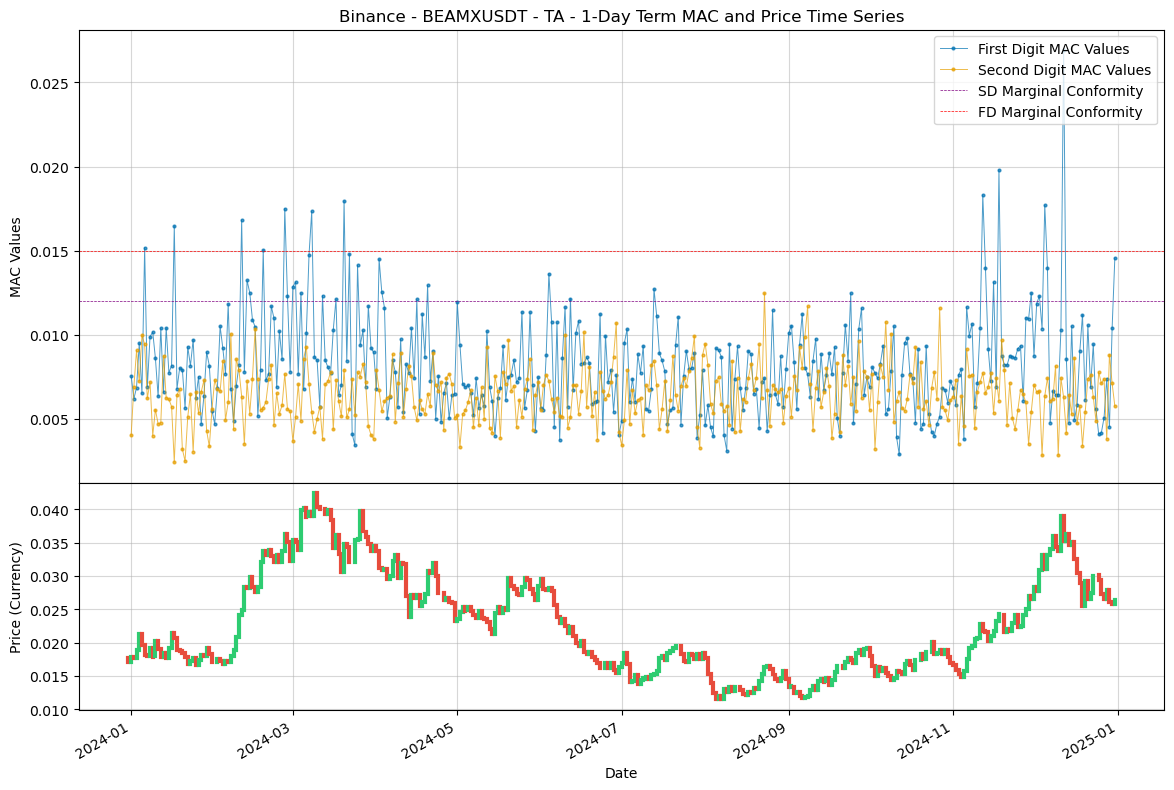 Binance - BEAMXUSDT - TA - 1-Day Term MAC and Price Time Series
First Digit MAC Values
Second Digit MAC Values
SD Marginal Conformity
FD Marginal Conformity
MAC Values
0.025
0.020
0.015
0.010
0.005
Price (Currency)
0.040
0.035
0.030
0.025
0.020
0.015
0.010
2024-01
2024-03
2024-05
2024-07
2024-09
2024-11
2025-01
Date